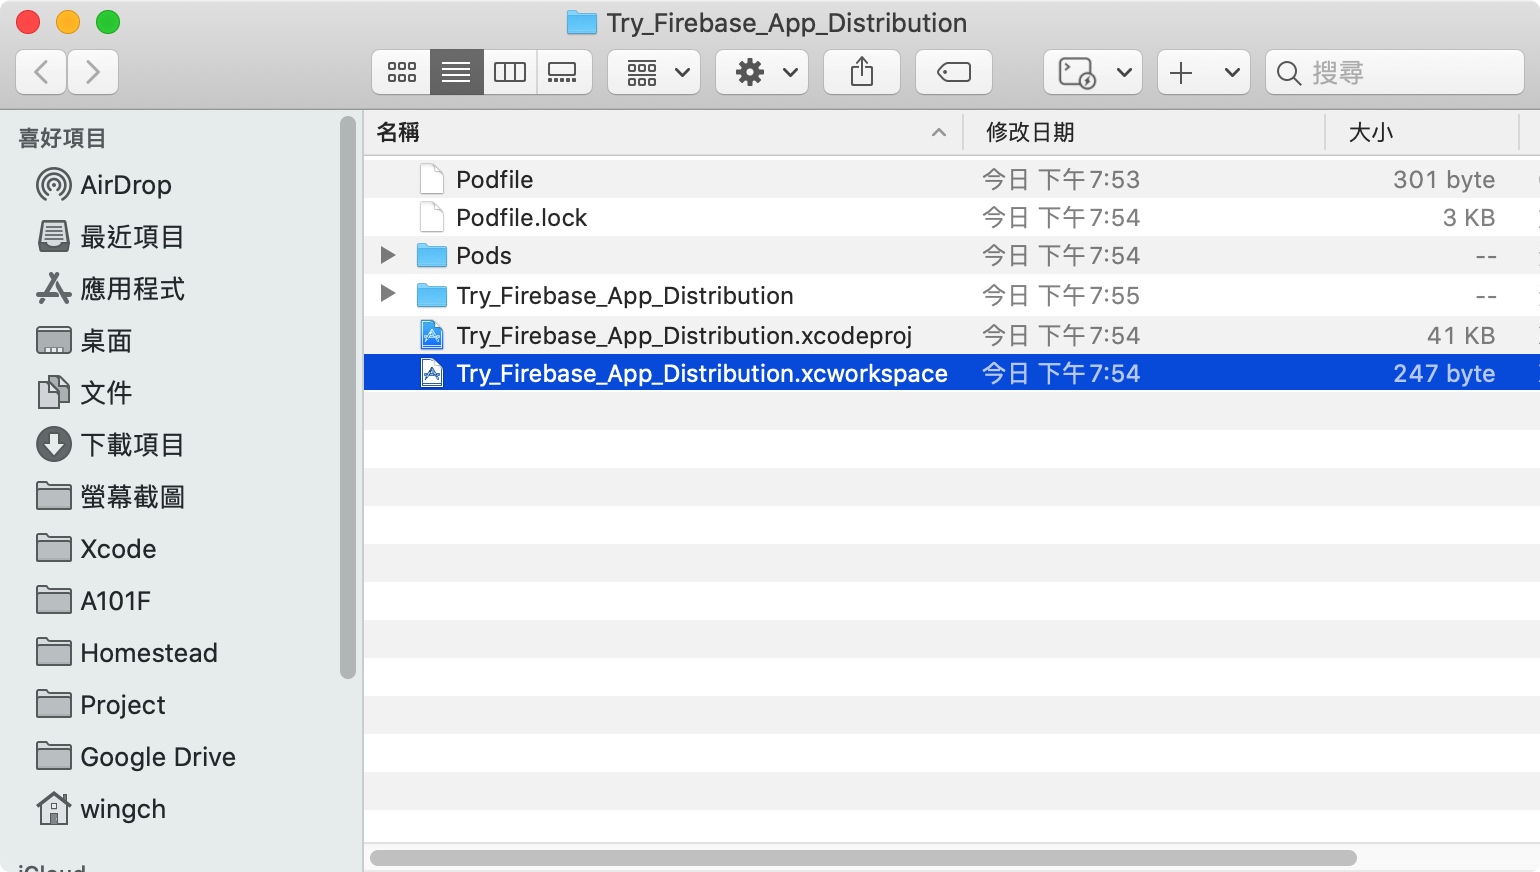 Try_Firebase_App_Distribution
搜尋
喜好項目
AirDrop
最近項目
應用程式
桌面
文件
下載項目
螢幕截圖
Xcode
A101F
Homestead
Project
Google Drive
wingch
iCloud
名稱 修改日期 大小
Podfile 今日 下午 7:53 301 byte
Podfile.lock 今日 下午 7:54 3 KB
Pods 今日 下午 7:54 --
Try_Firebase_App_Distribution 今日 下午 7:55 --
Try_Firebase_App_Distribution.xcodeproj 今日 下午 7:54 41 KB
Try_Firebase_App_Distribution.xcworkspace 今日 下午 7:54 247 byte